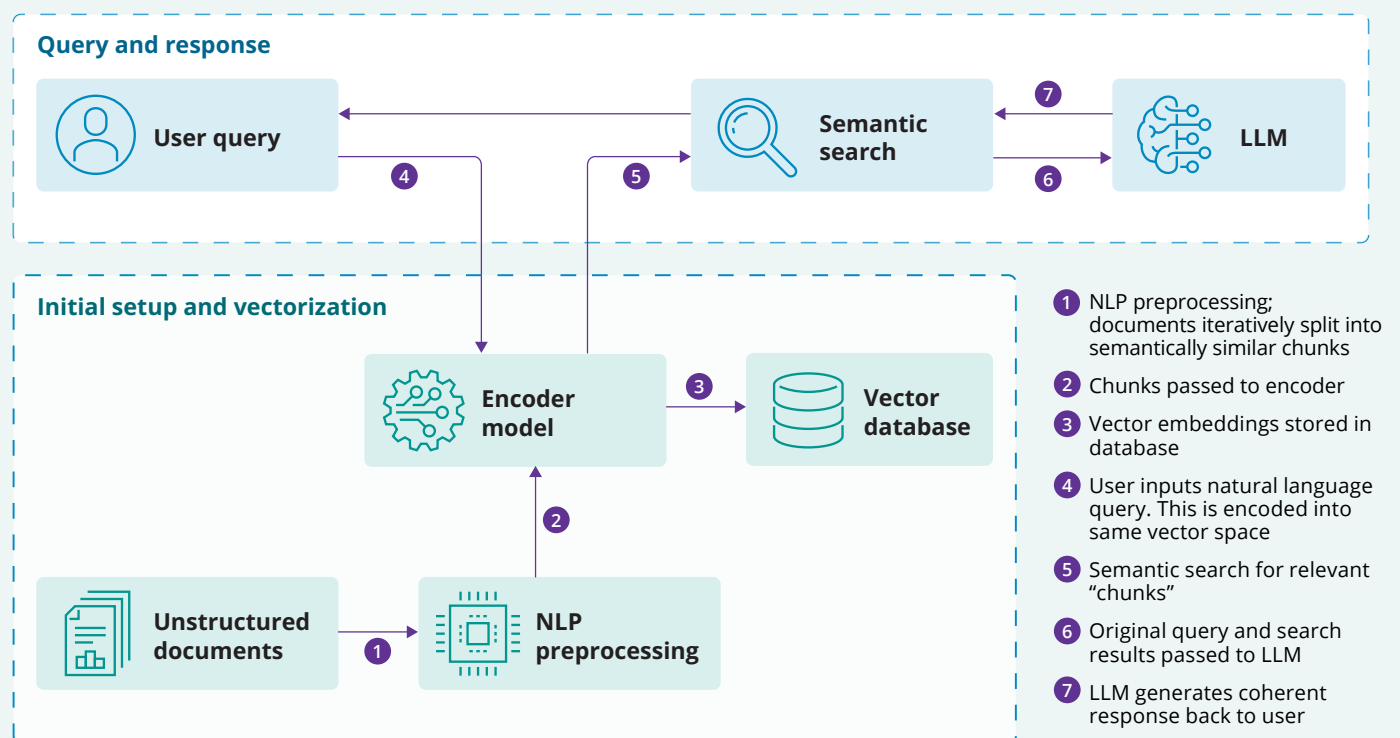 Query and response
User query
Semantic
search
LLM
7
4
5
6
Initial setup and vectorization
Encoder
model
3
Vector
database
2
Unstructured
documents
1
NLP
preprocessing
1 NLP preprocessing;
documents iteratively split into
semantically similar chunks
2 Chunks passed to encoder
3 Vector embeddings stored in
database
4 User inputs natural language
query. This is encoded into
same vector space
5 Semantic search for relevant
“chunks”
6 Original query and search
results passed to LLM
7 LLM generates coherent
response back to user